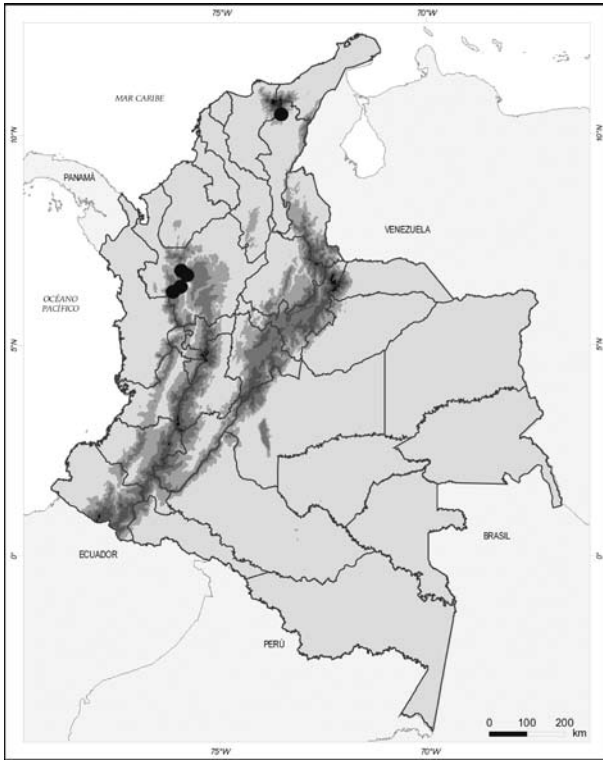 75°W
70°W
MAR CARIBE
10°N
10°N
PANAMÁ
VENEZUELA
OCÉANO
PACÍFICO
5°N
5°N
0°
0°
ECUADOR
BRASIL
PERÚ
0 100 200
km
75°W
70°W